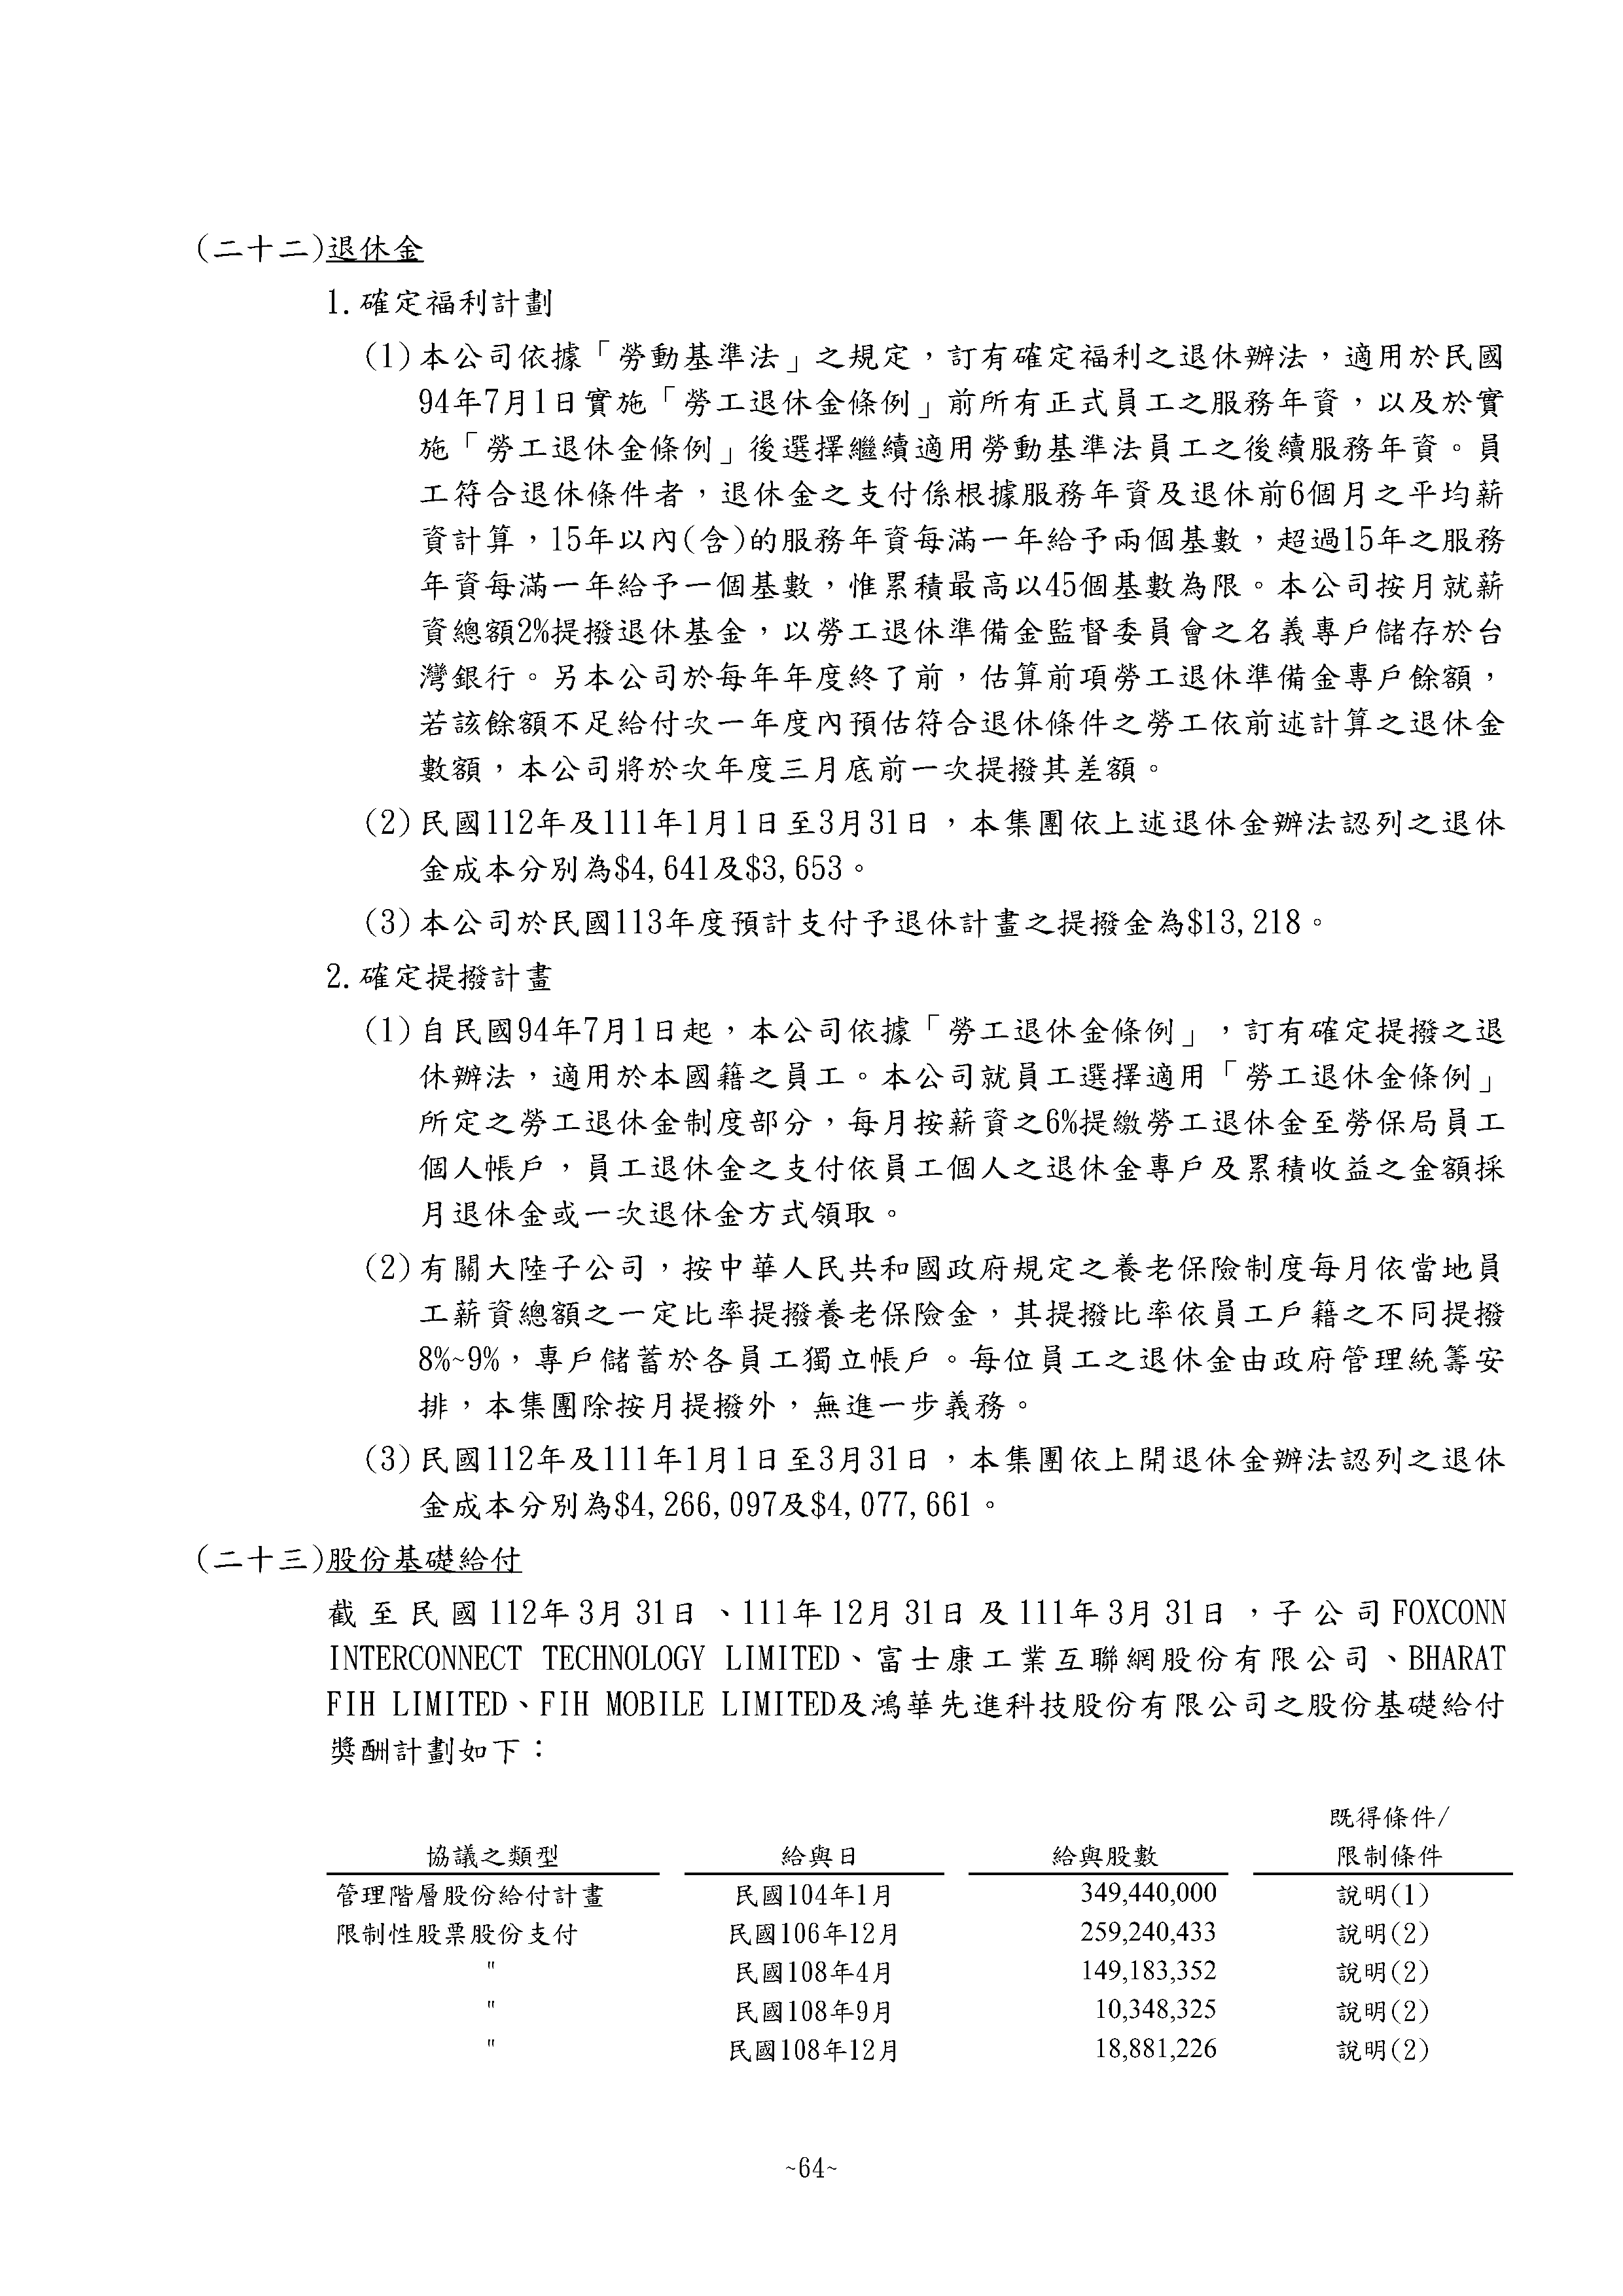 (二十二)退休金
1.確定福利計劃
(1)本公司依據「勞動基準法」之規定，訂有確定福利之退休辦法，適用於民國
94年7月1日實施「勞工退休金條例」前所有正式員工之服務年資，以及於實
施「勞工退休金條例」後選擇繼續適用勞動基準法員工之後續服務年資。員
工符合退休條件者，退休金之支付係根據服務年資及退休前6個月之平均薪
資計算，15年以內(含)的服務年資每滿一年給予兩個基數，超過15年之服務
年資每滿一年給予一個基數，惟累積最高以45個基數為限。本公司按月就薪
資總額2%提撥退休基金，以勞工退休準備金監督委員會之名義專戶儲存於台
灣銀行。另本公司於每年年度終了前，估算前項勞工退休準備金專戶餘額，
若該餘額不足給付次一年度內預估符合退休條件之勞工依前述計算之退休金
數額，本公司將於次年度三月底前一次提撥其差額。
(2)民國112年及111年1月1日至3月31日，本集團依上述退休金辦法認列之退休
金成本分別為$4,641及$3,653。
(3)本公司於民國113年度預計支付予退休計畫之提撥金為$13,218。
2.確定提撥計畫
(1)自民國94年7月1日起，本公司依據「勞工退休金條例」，訂有確定提撥之退
休辦法，適用於本國籍之員工。本公司就員工選擇適用「勞工退休金條例」
所定之勞工退休金制度部分，每月按薪資之6%提繳勞工退休金至勞保局員工
個人帳戶，員工退休金之支付依員工個人之退休金專戶及累積收益之金額採
月退休金或一次退休金方式領取。
(2)有關大陸子公司，按中華人民共和國政府規定之養老保險制度每月依當地員
工薪資總額之一定比率提撥養老保險金，其提撥比率依員工戶籍之不同提撥
8%~9%，專戶儲蓄於各員工獨立帳戶。每位員工之退休金由政府管理統籌安
排，本集團除按月提撥外，無進一步義務。
(3)民國112年及111年1月1日至3月31日，本集團依上開退休金辦法認列之退休
金成本分別為$4,266,097及$4,077,661。
(二十三)股份基礎給付
截至民國112年3月31日、111年12月31日及111年3月31日，子公司FOXCONN
INTERCONNECT TECHNOLOGY LIMITED、富士康工業互聯網股份有限公司、BHARAT
FIH LIMITED、FIH MOBILE LIMITED及鴻華先進科技股份有限公司之股份基礎給付
獎酬計劃如下：
既得條件/
協議之類型 給與日 給與股數 限制條件
管理階層股份給付計畫 民國104年1月 349,440,000 說明(1)
限制性股票股份支付 民國106年12月 259,240,433 說明(2)
" 民國108年4月 149,183,352 說明(2)
" 民國108年9月 10,348,325 說明(2)
" 民國108年12月 18,881,226 說明(2)
~64~